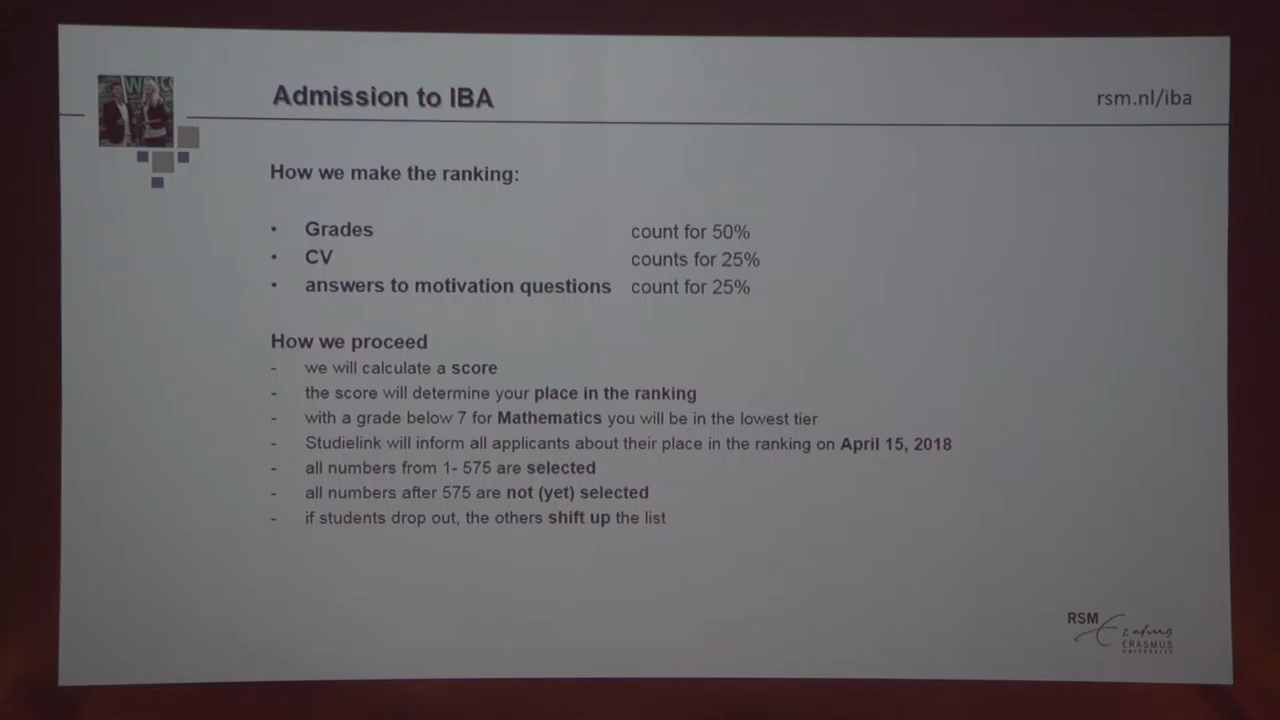 Admission to IBA
rsm.nl/iba
How we make the ranking:
• Grades count for 50%
• CV counts for 25%
• answers to motivation questions count for 25%
How we proceed
- we will calculate a score
- the score will determine your place in the ranking
- with a grade below 7 for Mathematics you will be in the lowest tier
- Studielink will inform all applicants about their place in the ranking on April 15, 2018
- all numbers from 1- 575 are selected
- all numbers after 575 are not (yet) selected
- if students drop out, the others shift up the list
RSM
ERASMUS
UNIVERSITY